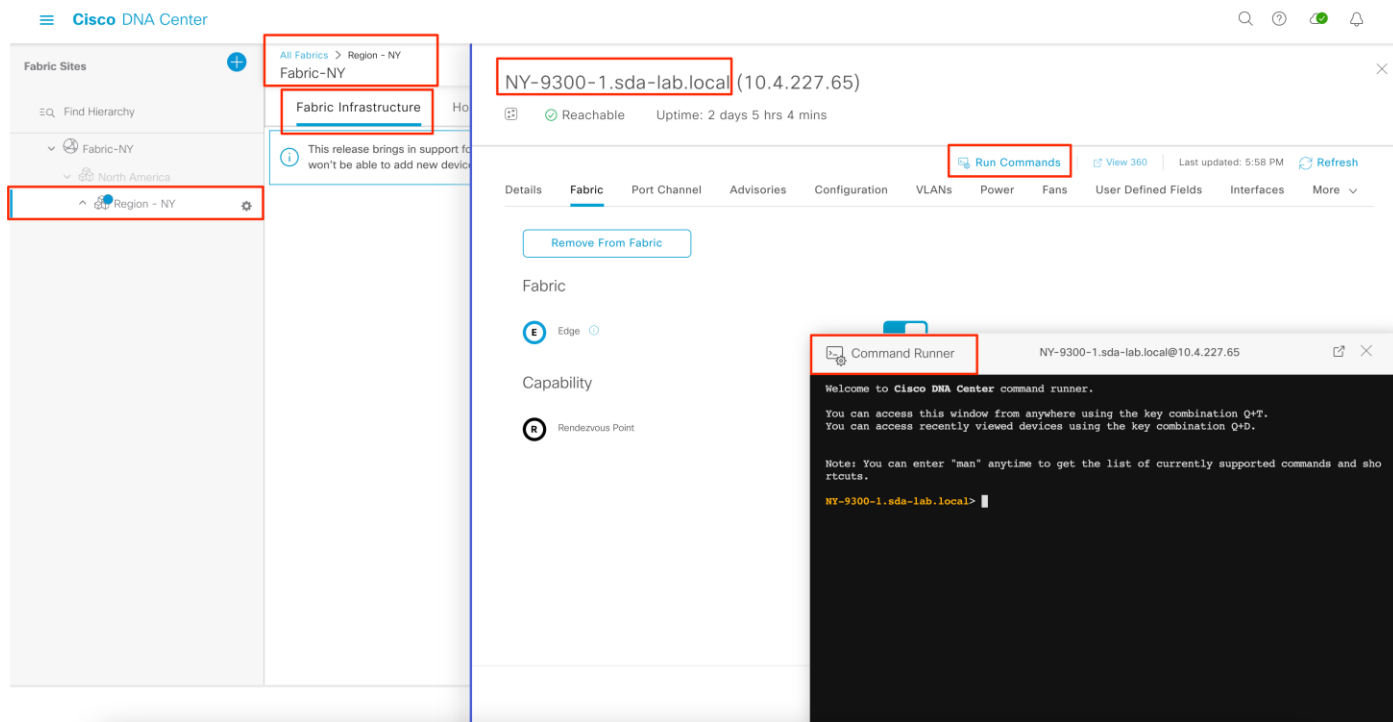 Cisco DNA Center
Fabric Sites
Find Hierarchy
Fabric-NY
North America
Region - NY
All Fabrics > Region - NY
Fabric-NY
Fabric Infrastructure
Ho
This release brings in support fo
won't be able to add new device
NY-9300-1.sda-lab.local (10.4.227.65)
Reachable
Uptime: 2 days 5 hrs 4 mins
Run Commands
View 360
Last updated: 5:58 PM
Refresh
Details
Fabric
Port Channel
Advisories
Configuration
VLANs
Power
Fans
User Defined Fields
Interfaces
More
Remove From Fabric
Fabric
E
Edge
Capability
R
Rendezvous Point
Command Runner
NY-9300-1.sda-lab.local@10.4.227.65
Welcome to Cisco DNA Center command runner.
You can access this window from anywhere using the key combination Q+T.
You can access recently viewed devices using the key combination Q+D.
Note: You can enter "man" anytime to get the list of currently supported commands and sho
rtcuts.
NY-9300-1.sda-lab.local>